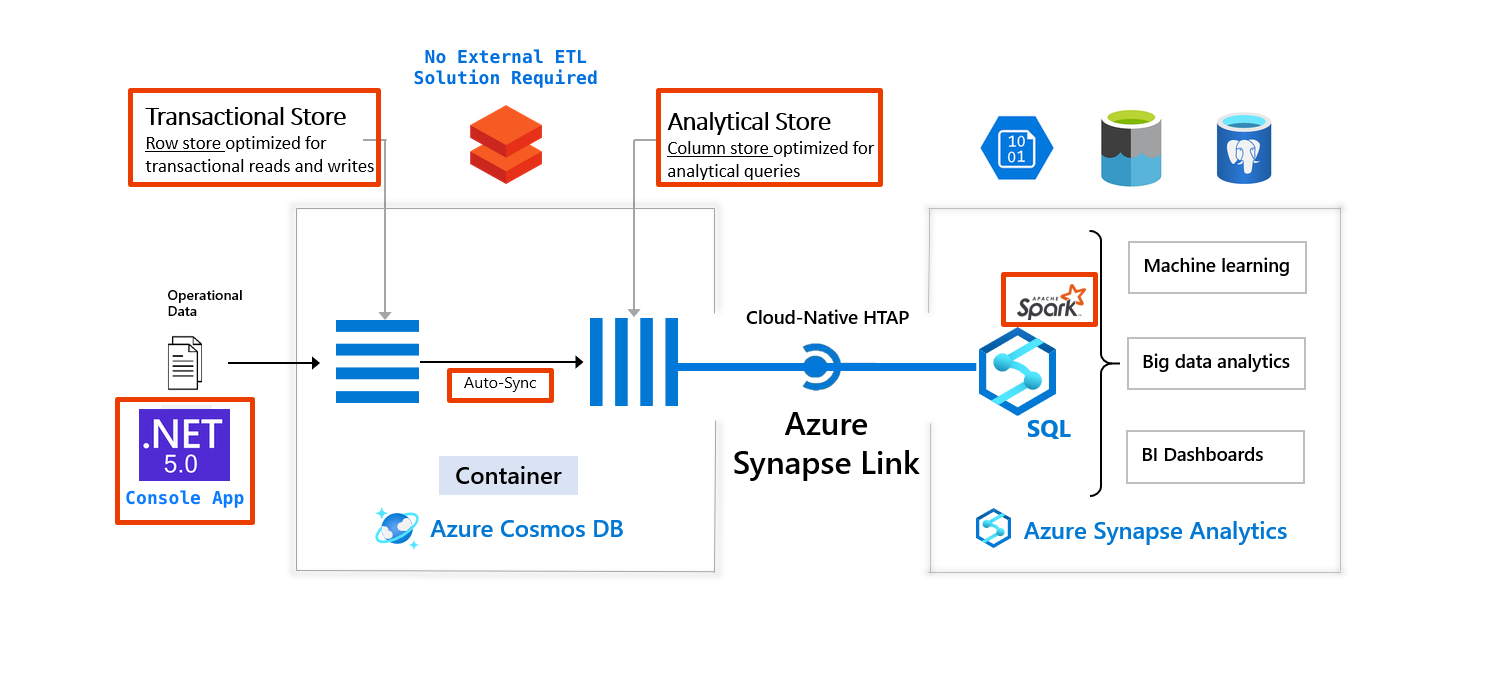 No External ETL
Solution Required
Transactional Store
Row store optimized for
transactional reads and writes
Analytical Store
Column store optimized for
analytical queries
10
01
Operational
Data
.NET
5.0
Console App
Auto-Sync
Container
Azure Cosmos DB
Cloud-Native HTAP
Azure
Synapse Link
APACHE
Spark
SQL
Machine learning
Big data analytics
BI Dashboards
Azure Synapse Analytics